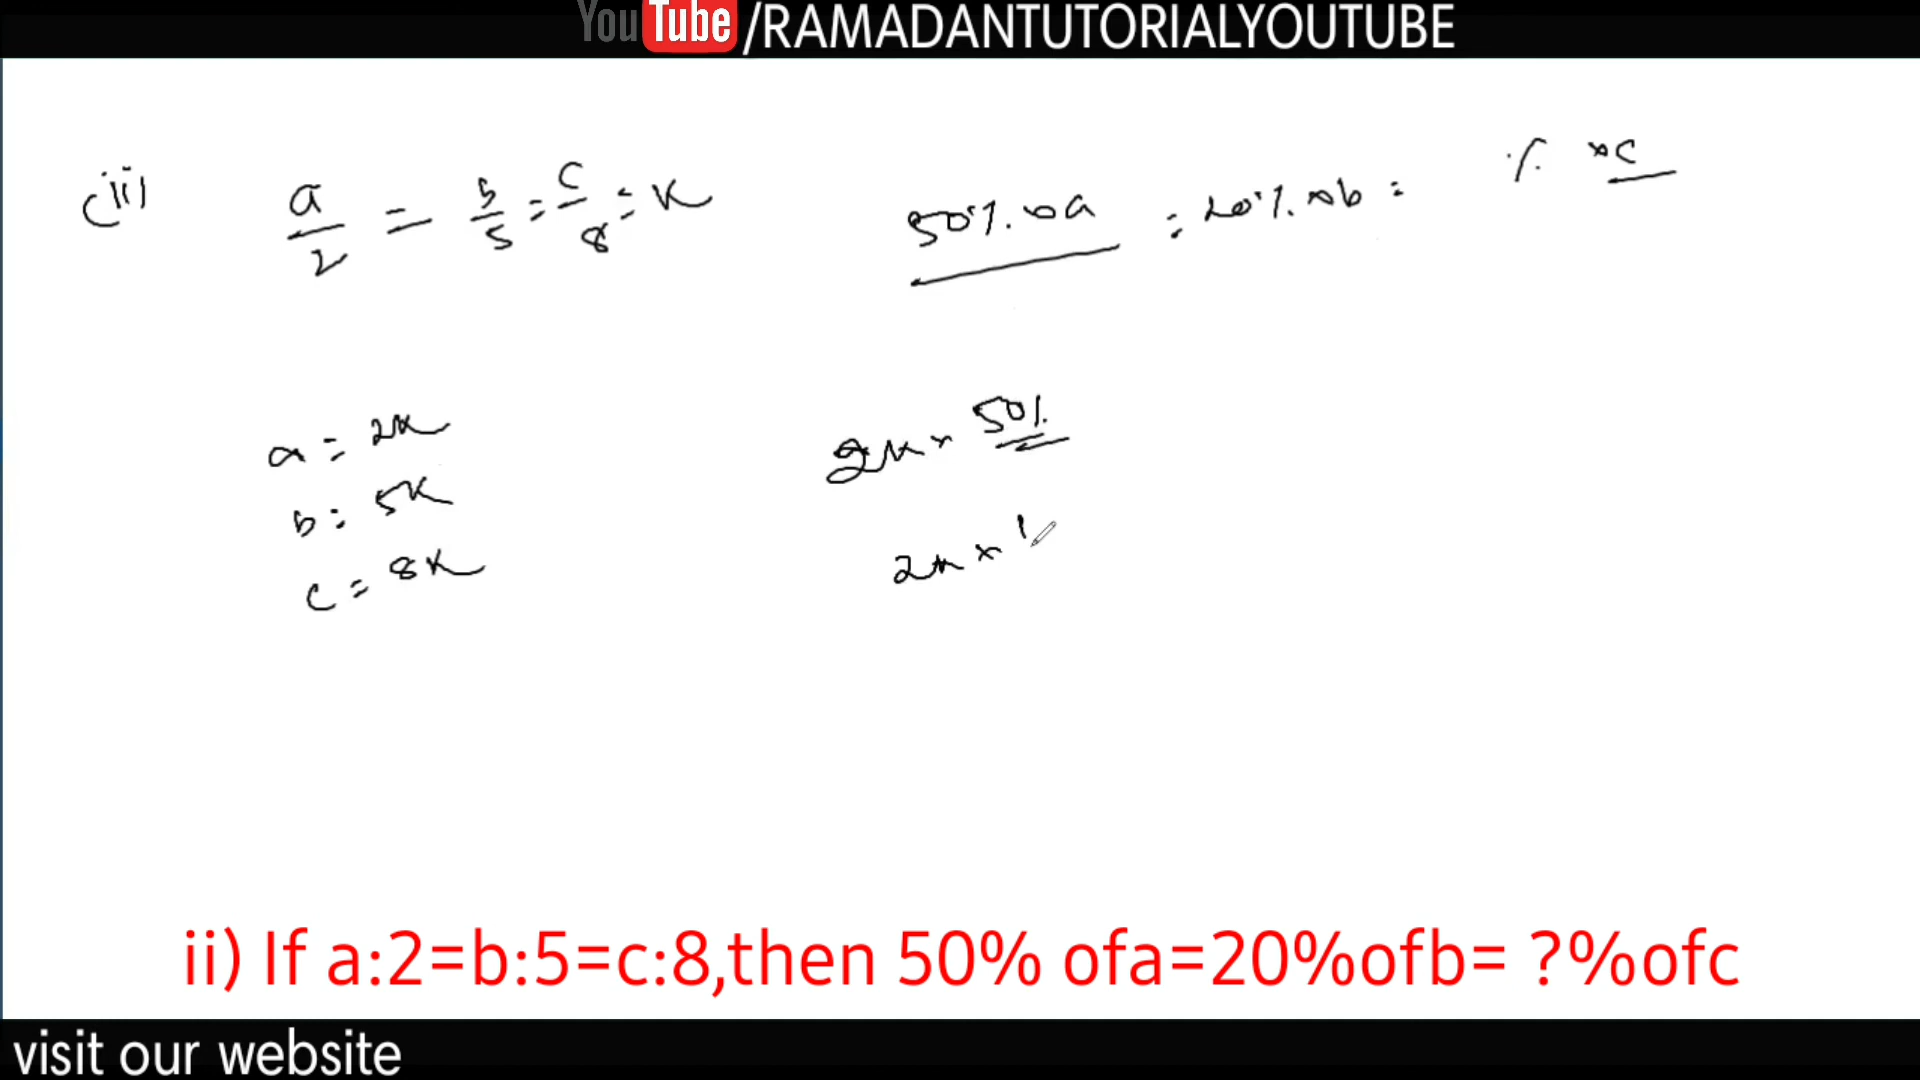 YouTube/RAMADANTUTORIALYOUTUBE
(ii) a/2 = b/5 = c/8 = K 50% of a = 20% of b = % of c
a = 2K
b = 5K
c = 8K
2K × 50%
2K × 1
ii) If a:2=b:5=c:8,then 50% ofa=20%ofb= ?%ofc
visit our website